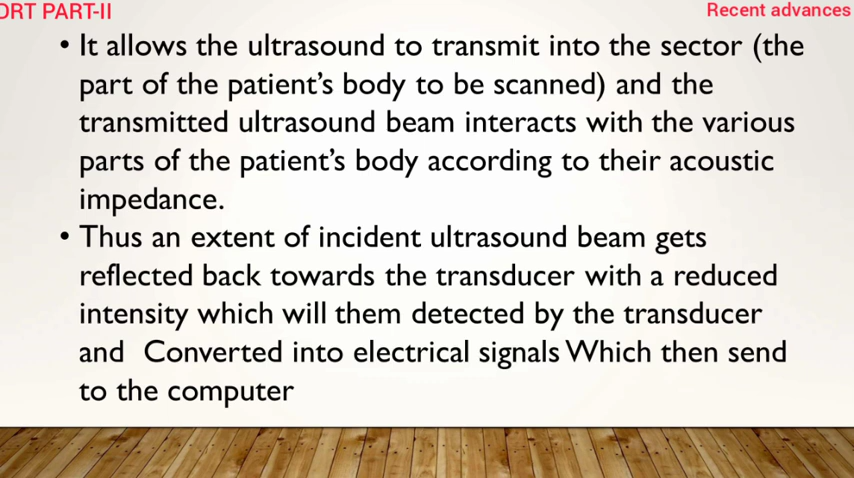 DRT PART-II
Recent advances
• It allows the ultrasound to transmit into the sector (the
part of the patient's body to be scanned) and the
transmitted ultrasound beam interacts with the various
parts of the patient's body according to their acoustic
impedance.
• Thus an extent of incident ultrasound beam gets
reflected back towards the transducer with a reduced
intensity which will them detected by the transducer
and Converted into electrical signals Which then send
to the computer